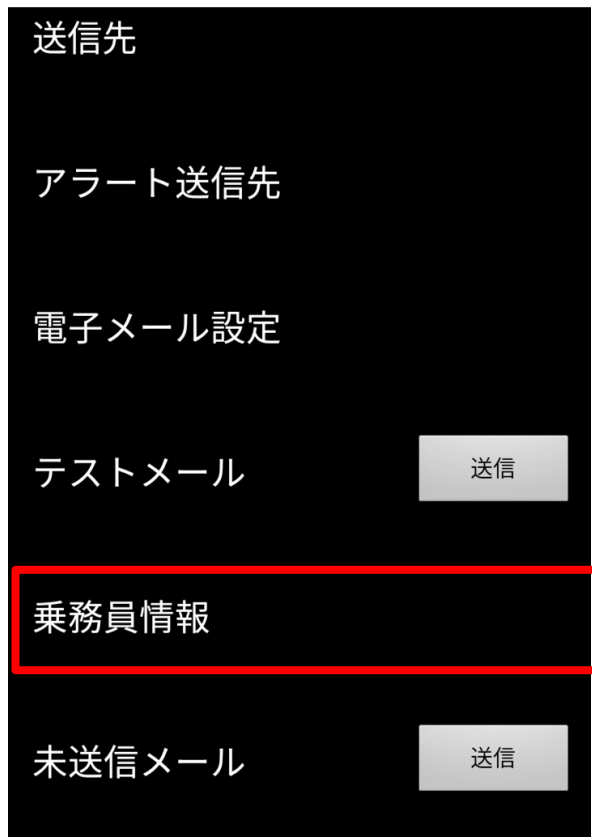 送信先
アラート送信先
電子メール設定
テストメール 送信
乗務員情報
未送信メール 送信